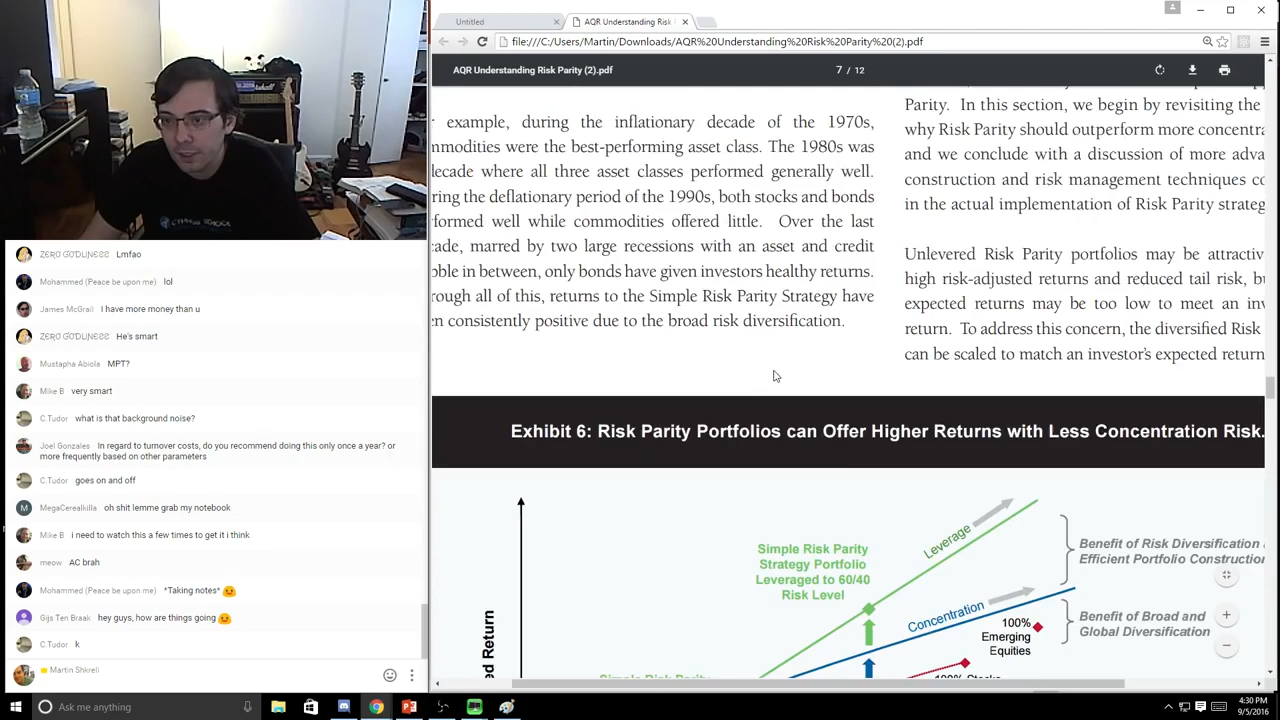 Untitled
AQR Understanding Risk
file:///C:/Users/Martin/Downloads/AQR%20Understanding%20Risk%20Parity%20(2).pdf
AQR Understanding Risk Parity (2).pdf
7 / 12
example, during the inflationary decade of the 1970s,
mmodities were the best-performing asset class. The 1980s was
decade where all three asset classes performed generally well.
ring the deflationary period of the 1990s, both stocks and bonds
formed well while commodities offered little. Over the last
cade, marred by two large recessions with an asset and credit
bble in between, only bonds have given investors healthy returns.
rough all of this, returns to the Simple Risk Parity Strategy have
en consistently positive due to the broad risk diversification.
Parity. In this section, we begin by revisiting the
why Risk Parity should outperform more concentra
and we conclude with a discussion of more adva
construction and risk management techniques co
in the actual implementation of Risk Parity strateg
Unlevered Risk Parity portfolios may be attractiv
high risk-adjusted returns and reduced tail risk, bu
expected returns may be too low to meet an inv
return. To address this concern, the diversified Risk
can be scaled to match an investor's expected return
Exhibit 6: Risk Parity Portfolios can Offer Higher Returns with Less Concentration Risk.
Simple Risk Parity
Strategy Portfolio
Leveraged to 60/40
Risk Level
Leverage
Concentration
100%
Emerging
Equities
Benefit of Risk Diversification
Efficient Portfolio Constructio
Benefit of Broad and
Global Diversification
ed Return
Simple Risk Parity
100% Stocks
ZERO GODLINESS Lmfao
Mohammed (Peace be upon me) lol
James McGrail I have more money than u
ZERO GODLINESS He's smart
Mustapha Abiola MPT?
Mike B very smart
C.Tudor what is that background noise?
Joel Gonzales In regard to turnover costs, do you recommend doing this only once a year? or
more frequently based on other parameters
C.Tudor goes on and off
M MegaCerealkilla oh shit lemme grab my notebook
Mike B i need to watch this a few times to get it i think
meow AC brah
Mohammed (Peace be upon me) *Taking notes*
Gijs Ten Braak hey guys, how are things going
C.Tudor k
Martin Shkreli
Ask me anything
4:30 PM
9/5/2016